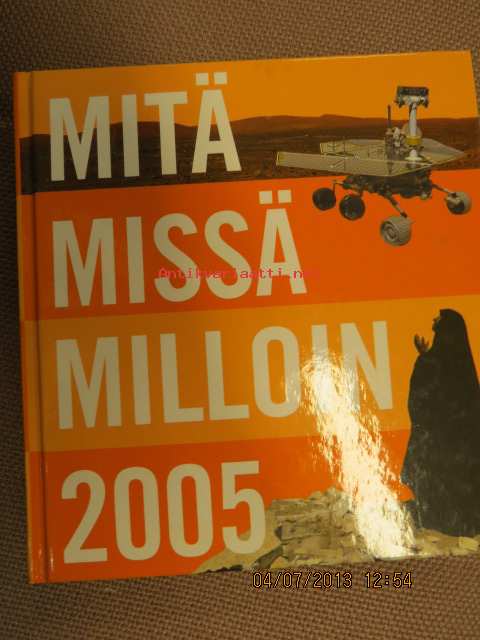 MITÄ
MISSÄ
Antikvariaatti.net
MILLOIN
2005
04/07/2013 12:54